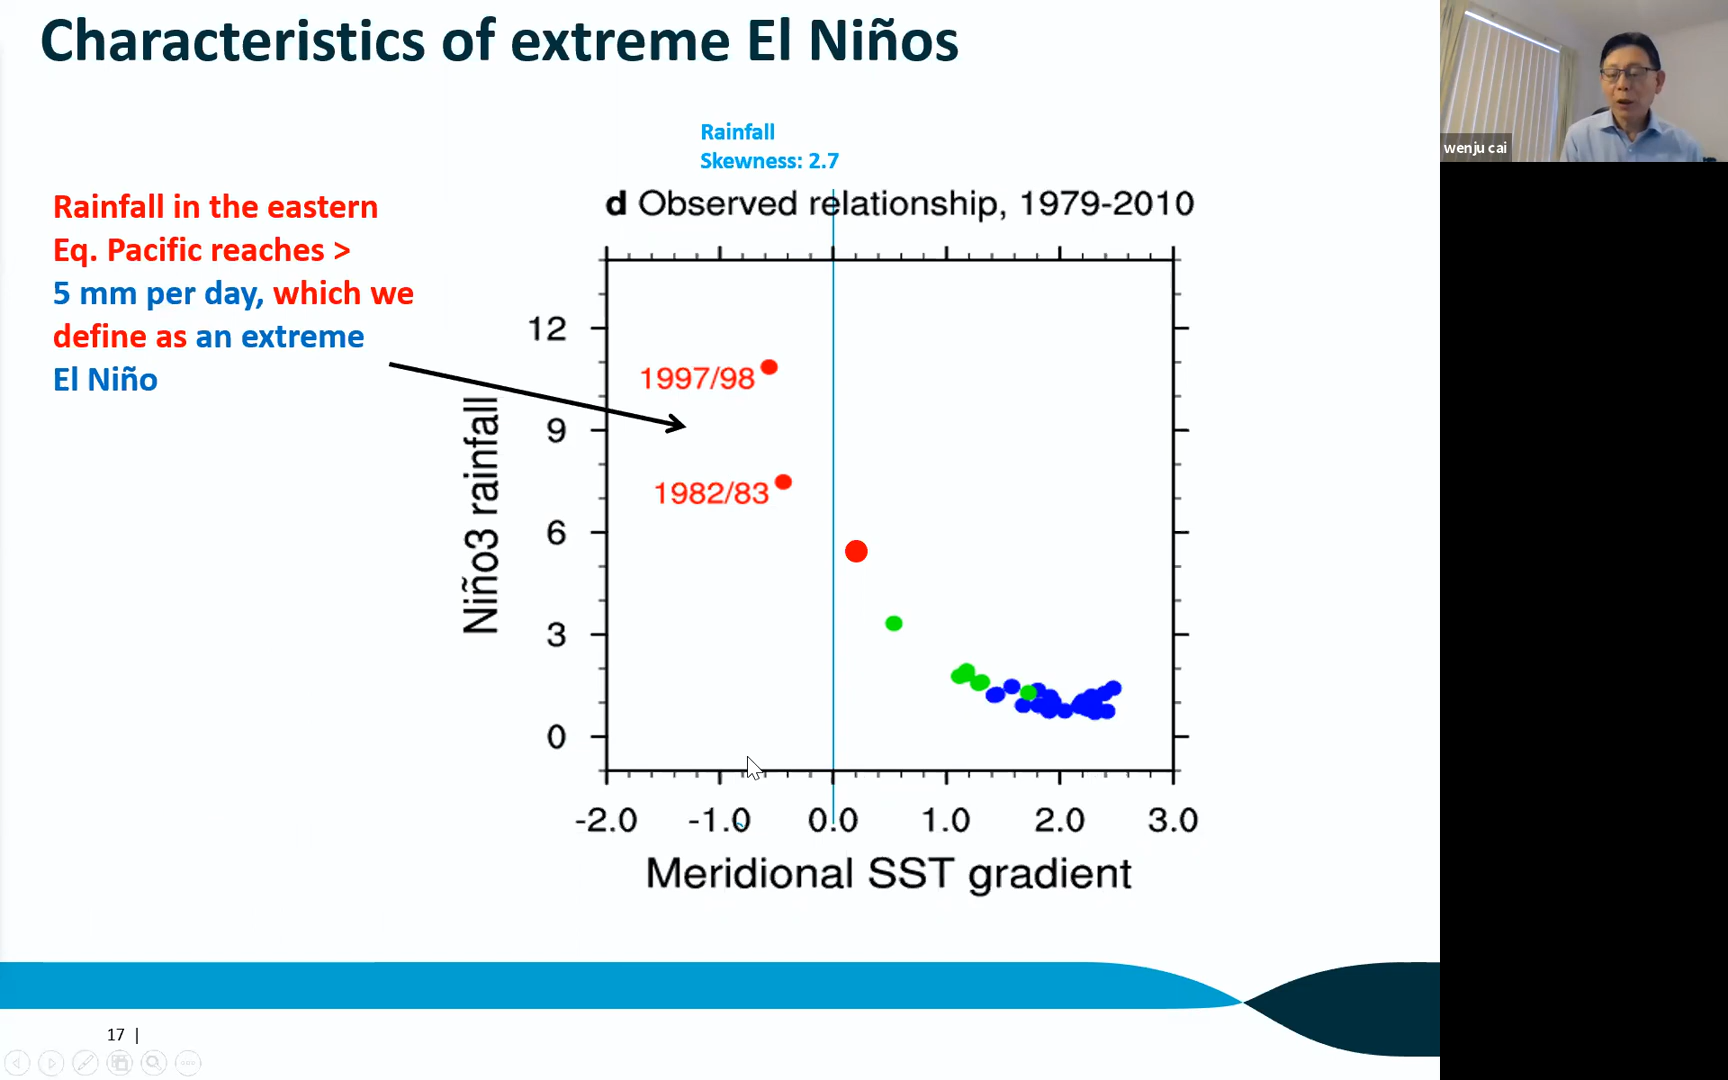 Characteristics of extreme El Niños
wenju cai
Rainfall
Skewness: 2.7
Rainfall in the eastern
Eq. Pacific reaches >
5 mm per day, which we
define as an extreme
El Niño
d Observed relationship, 1979-2010
12
9
6
3
0
Niño3 rainfall
1997/98
1982/83
-2.0 -1.0 0.0 1.0 2.0 3.0
Meridional SST gradient
17 |